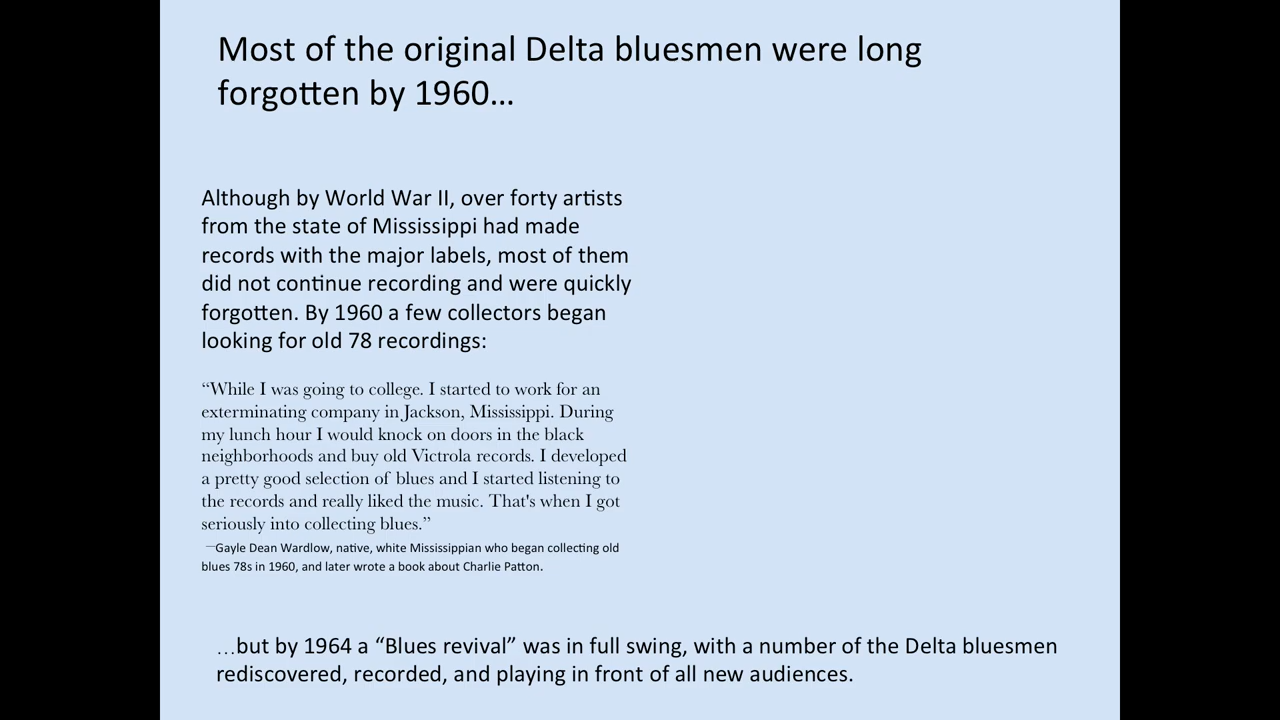 Most of the original Delta bluesmen were long
forgotten by 1960…
Although by World War II, over forty artists
from the state of Mississippi had made
records with the major labels, most of them
did not continue recording and were quickly
forgotten. By 1960 a few collectors began
looking for old 78 recordings:
“While I was going to college. I started to work for an
exterminating company in Jackson, Mississippi. During
my lunch hour I would knock on doors in the black
neighborhoods and buy old Victrola records. I developed
a pretty good selection of blues and I started listening to
the records and really liked the music. That's when I got
seriously into collecting blues.”
—Gayle Dean Wardlow, native, white Mississippian who began collecting old
blues 78s in 1960, and later wrote a book about Charlie Patton.
…but by 1964 a “Blues revival” was in full swing, with a number of the Delta bluesmen
rediscovered, recorded, and playing in front of all new audiences.